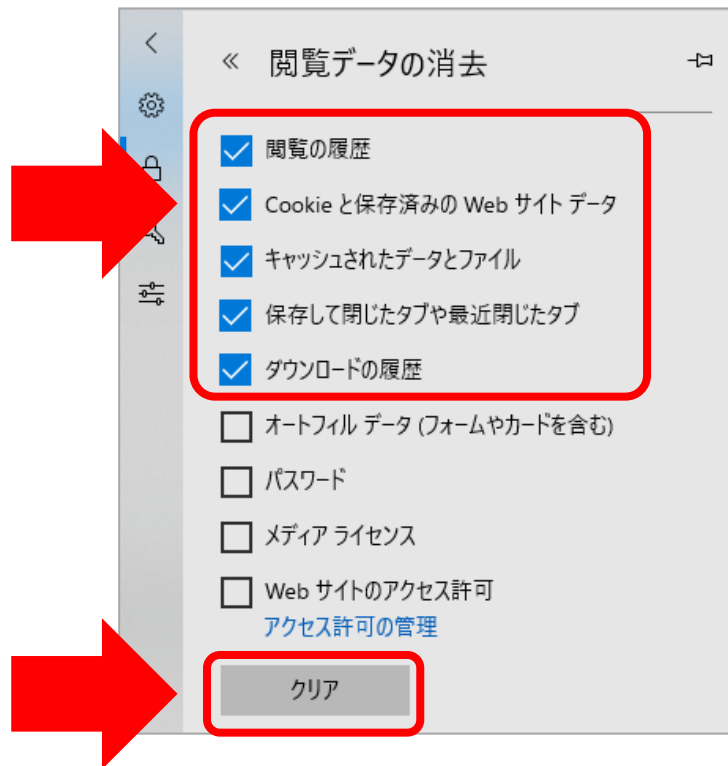 閲覧データの消去
閲覧の履歴
Cookie と保存済みの Web サイト データ
キャッシュされたデータとファイル
保存して閉じたタブや最近閉じたタブ
ダウンロードの履歴
オートフィル データ (フォームやカードを含む)
パスワード
メディア ライセンス
Web サイトのアクセス許可
アクセス許可の管理
クリア